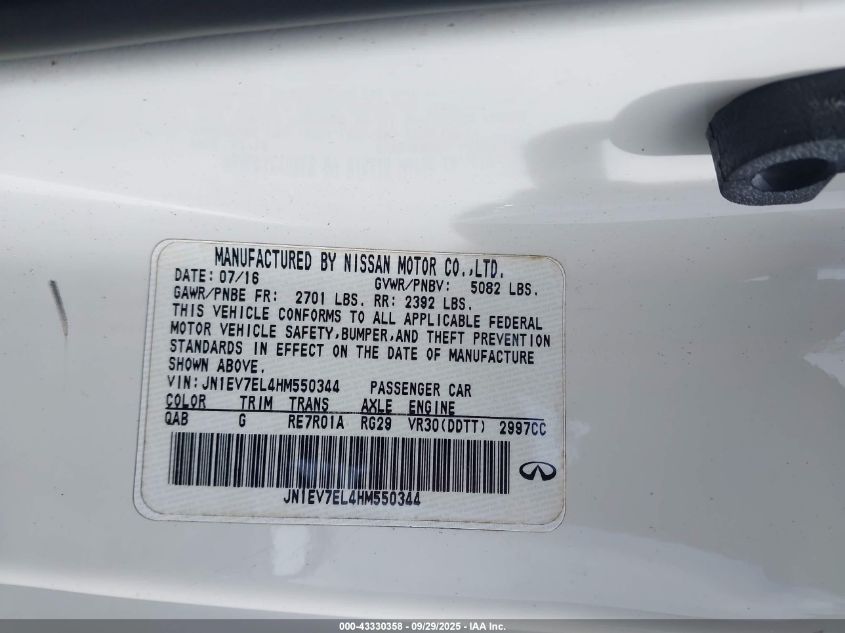 MANUFACTURED BY NISSAN MOTOR CO.,LTD.
DATE: 07/16 GVWR/PNBV: 5082 LBS.
GAWR/PNBE FR: 2701 LBS. RR: 2392 LBS.
THIS VEHICLE CONFORMS TO ALL APPLICABLE FEDERAL
MOTOR VEHICLE SAFETY,BUMPER,AND THEFT PREVENTION
STANDARDS IN EFFECT ON THE DATE OF MANUFACTURE
SHOWN ABOVE.
VIN: JN1EV7EL4HM550344 PASSENGER CAR
COLOR TRIM TRANS AXLE ENGINE
QAB G RE7R01A RG29 VR30(DDTT) 2997CC
JN1EV7EL4HM550344
000-43330358 - 09/29/2025 - IAA Inc.